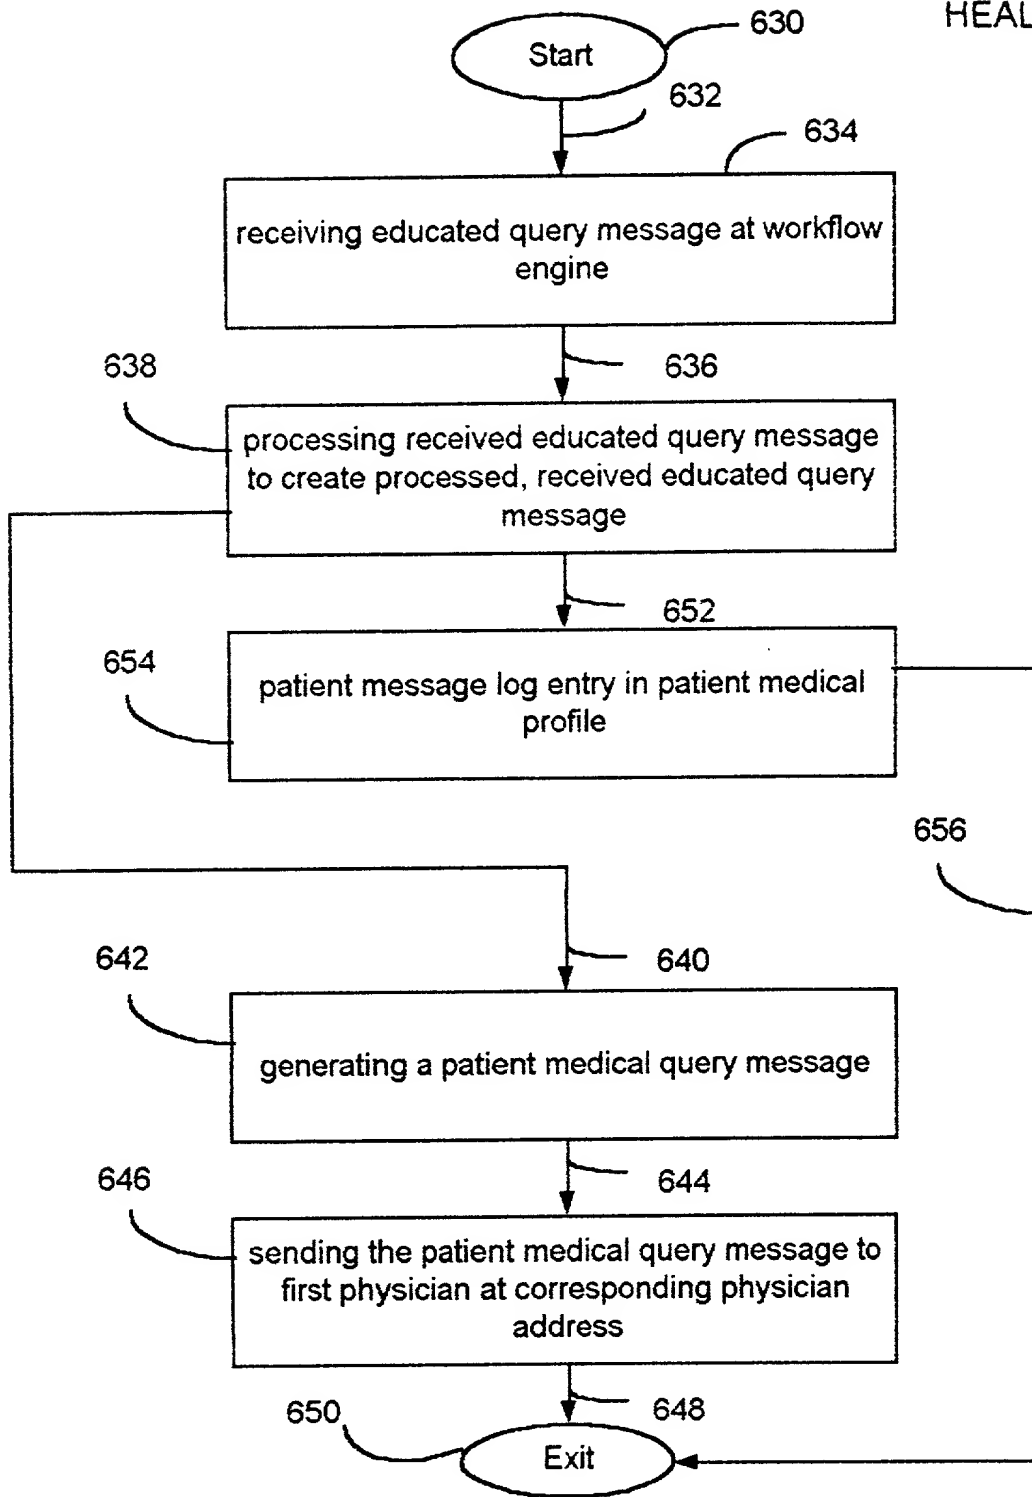 HEAL
630
Start
632
634
receiving educated query message at workflow
engine
638
636
processing received educated query message
to create processed, received educated query
message
652
654
patient message log entry in patient medical
profile
656
642
640
generating a patient medical query message
646
644
sending the patient medical query message to
first physician at corresponding physician
address
650
648
Exit